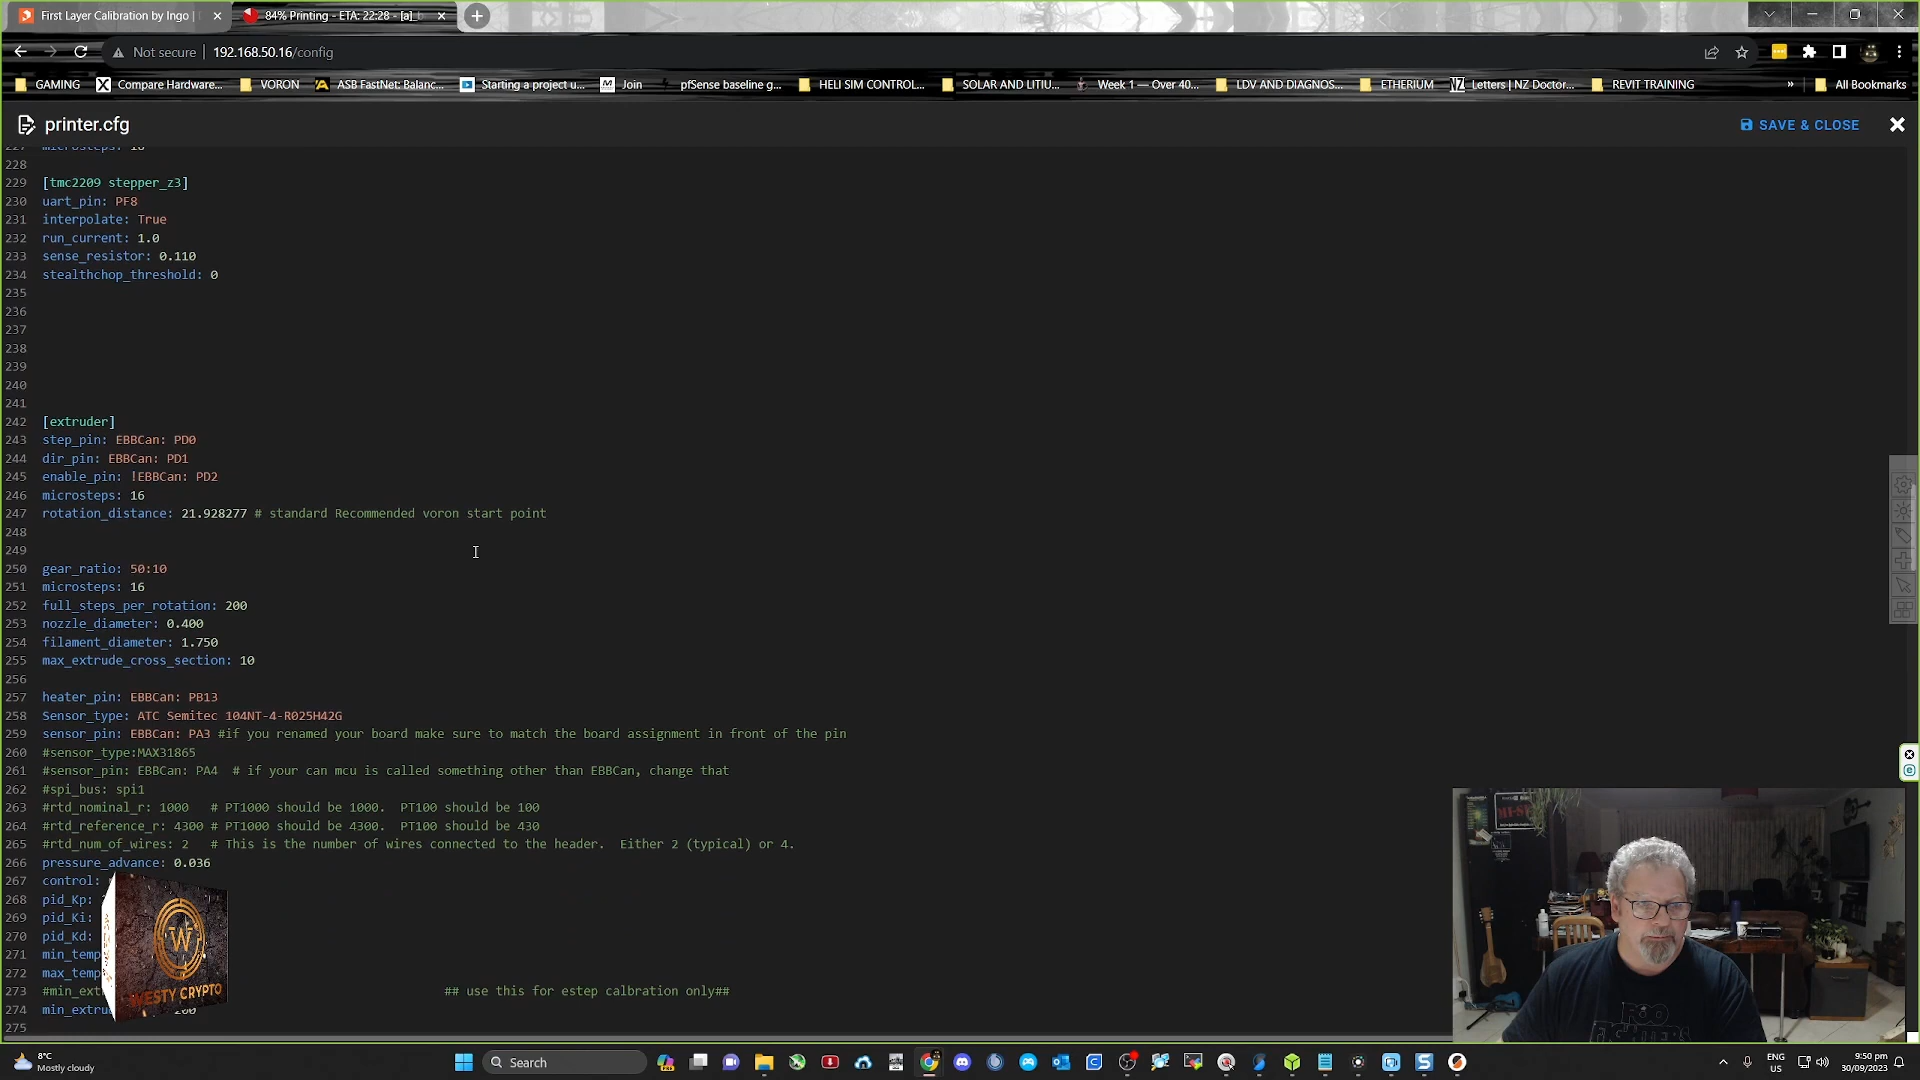 First Layer Calibration by Ingo |
84% Printing - ETA: 22:28 - [a]_b
Not secure
192.168.50.16/config
GAMING
Compare Hardware...
VORON
ASB FastNet: Balanc...
Starting a project u...
Join
pfSense baseline g...
HELI SIM CONTROL...
SOLAR AND LITIU...
Week 1 — Over 40...
LDV AND DIAGNOS...
ETHERIUM
Letters | NZ Doctor...
REVIT TRAINING
»
All Bookmarks
printer.cfg
SAVE & CLOSE
227 microsteps: 16
228
229 [tmc2209 stepper_z3]
230 uart_pin: PF8
231 interpolate: True
232 run_current: 1.0
233 sense_resistor: 0.110
234 stealthchop_threshold: 0
235
236
237
238
239
240
241
242 [extruder]
243 step_pin: EBBCan: PD0
244 dir_pin: EBBCan: PD1
245 enable_pin: !EBBCan: PD2
246 microsteps: 16
247 rotation_distance: 21.928277 # standard Recommended voron start point
248
249
250 gear_ratio: 50:10
251 microsteps: 16
252 full_steps_per_rotation: 200
253 nozzle_diameter: 0.400
254 filament_diameter: 1.750
255 max_extrude_cross_section: 10
256
257 heater_pin: EBBCan: PB13
258 Sensor_type: ATC Semitec 104NT-4-R025H42G
259 sensor_pin: EBBCan: PA3 #if you renamed your board make sure to match the board assignment in front of the pin
260 #sensor_type:MAX31865
261 #sensor_pin: EBBCan: PA4 # if your can mcu is called something other than EBBCan, change that
262 #spi_bus: spi1
263 #rtd_nominal_r: 1000 # PT1000 should be 1000. PT100 should be 100
264 #rtd_reference_r: 4300 # PT1000 should be 4300. PT100 should be 430
265 #rtd_num_of_wires: 2 # This is the number of wires connected to the header. Either 2 (typical) or 4.
266 pressure_advance: 0.036
267 control:
268 pid_Kp:
269 pid_Ki:
270 pid_Kd:
271 min_temp
272 max_temp
273 #min_ext ## use this for estep calbration only##
274 min_extru 200
275
W
WESTY CRYPTO
FOO
FIGHTERS
8°C
Mostly cloudy
Search
ENG
US
9:50 pm
30/09/2023